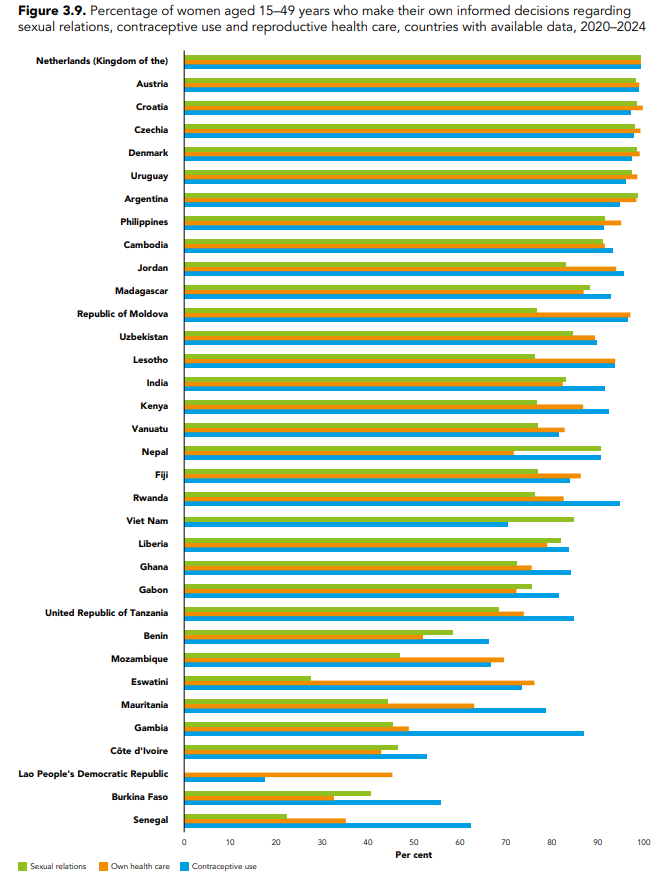 Figure 3.9. Percentage of women aged 15–49 years who make their own informed decisions regarding
sexual relations, contraceptive use and reproductive health care, countries with available data, 2020–2024
Netherlands (Kingdom of the)
Austria
Croatia
Czechia
Denmark
Uruguay
Argentina
Philippines
Cambodia
Jordan
Madagascar
Republic of Moldova
Uzbekistan
Lesotho
India
Kenya
Vanuatu
Nepal
Fiji
Rwanda
Viet Nam
Liberia
Ghana
Gabon
United Republic of Tanzania
Benin
Mozambique
Eswatini
Mauritania
Gambia
Côte d'Ivoire
Lao People's Democratic Republic
Burkina Faso
Senegal
0 10 20 30 40 50 60 70 80 90 100
Per cent
Sexual relations Own health care Contraceptive use